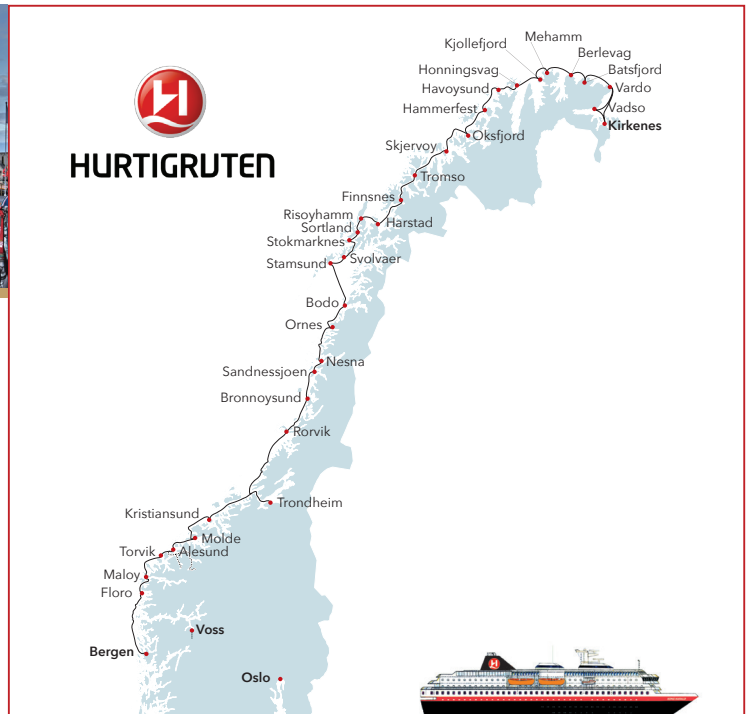 Mehamm
Kjollefjord
Berlevag
Honningsvag
Batsfjord
Havoysund
Vardo
Hammerfest
Vadso
Kirkenes
Oksfjord
Skjervoy
Tromso
Finnsnes
Risoyhamm
Harstad
Sortland
Stokmarknes
Svolvaer
Stamsund
Bodo
Ornes
Nesna
Sandnessjoen
Bronnoysund
Rorvik
Trondheim
Kristiansund
Molde
Torvik
Alesund
Maloy
Floro
Voss
Bergen
Oslo
H
HURTIGRUTEN
H